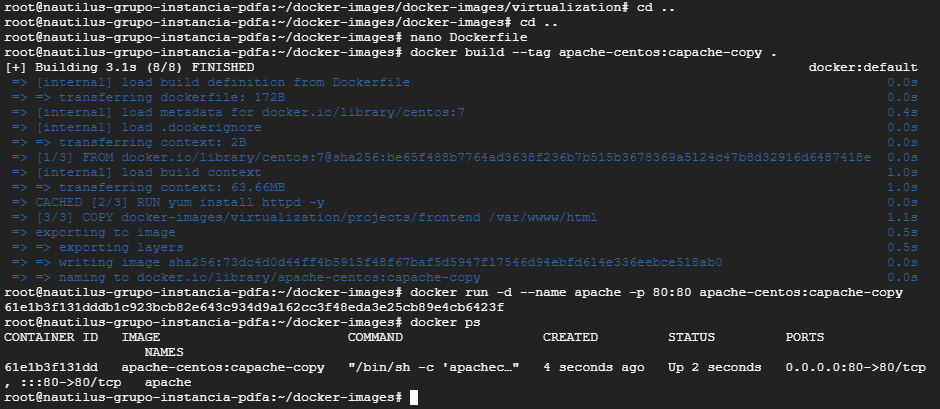 root@nautilus-grupo-instancia-pdfa:~/docker-images/docker-images/virtualization# cd ..
root@nautilus-grupo-instancia-pdfa:~/docker-images/docker-images# cd ..
root@nautilus-grupo-instancia-pdfa:~/docker-images# nano Dockerfile
root@nautilus-grupo-instancia-pdfa:~/docker-images# docker build --tag apache-centos:capache-copy .
[+] Building 3.1s (8/8) FINISHED docker:default
=> [internal] load build definition from Dockerfile 0.0s
=> => transferring dockerfile: 172B 0.0s
=> [internal] load metadata for docker.io/library/centos:7 0.4s
=> [internal] load .dockerignore 0.0s
=> => transferring context: 2B 0.0s
=> [1/3] FROM docker.io/library/centos:7@sha256:be65f488b7764ad3638f236b7b515b3678369a5124c47b8d32916d6487418e 0.0s
=> [internal] load build context 1.0s
=> => transferring context: 63.66MB 1.0s
=> CACHED [2/3] RUN yum install httpd -y 0.0s
=> [3/3] COPY docker-images/virtualization/projects/frontend /var/wwww/html 1.1s
=> exporting to image 0.5s
=> => exporting layers 0.5s
=> => writing image sha256:73dc4d0d44ff4b5915f48f67baf5d5947f17546d94ebfd614e336eebce518ab0 0.0s
=> => naming to docker.io/library/apache-centos:capache-copy 0.0s
root@nautilus-grupo-instancia-pdfa:~/docker-images# docker run -d --name apache -p 80:80 apache-centos:capache-copy
61e1b3f131dddb1c923bcb82e643c934d9a162cc3f48eda3e25cb89e4cb6423f
root@nautilus-grupo-instancia-pdfa:~/docker-images# docker ps
CONTAINER ID IMAGE COMMAND CREATED STATUS PORTS
NAMES
61e1b3f131dd apache-centos:capache-copy "/bin/sh -c 'apachec…" 4 seconds ago Up 2 seconds 0.0.0.0:80->80/tcp
, :::80->80/tcp apache
root@nautilus-grupo-instancia-pdfa:~/docker-images#